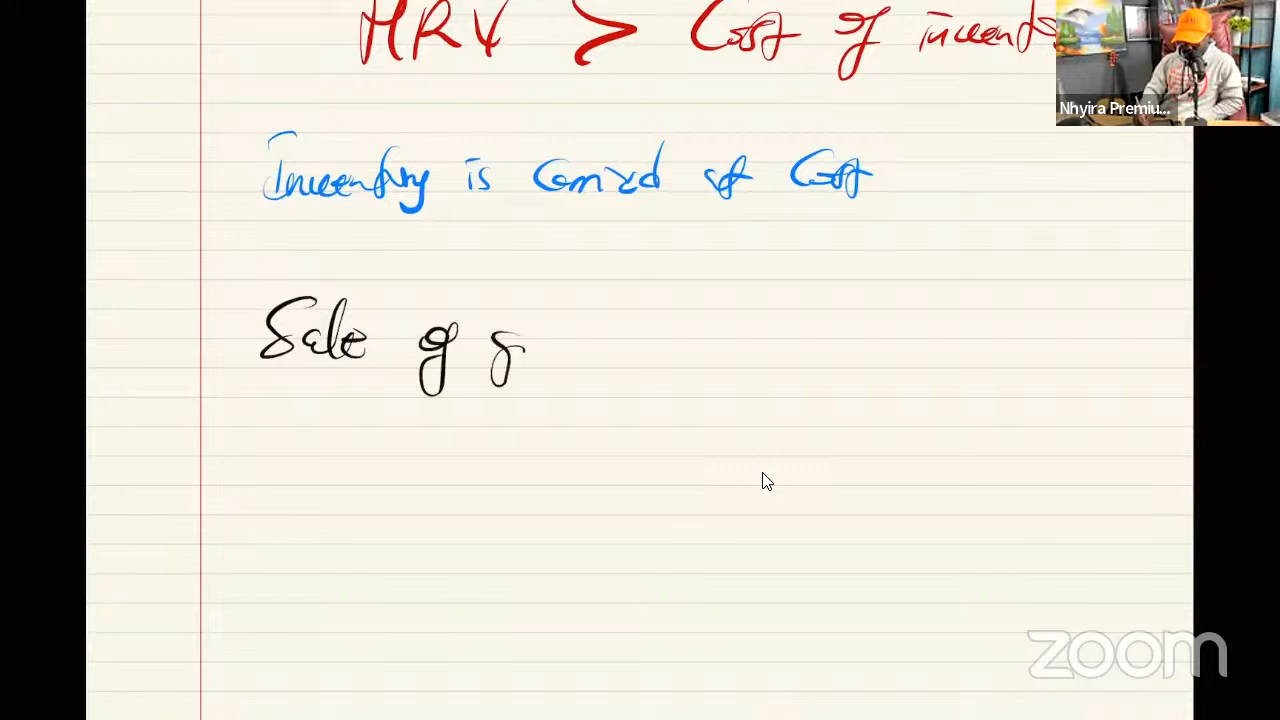 NRV > Cost of invent
Nhyira Premiu...
Inventory is carried at Cost
Sale of g
zoom